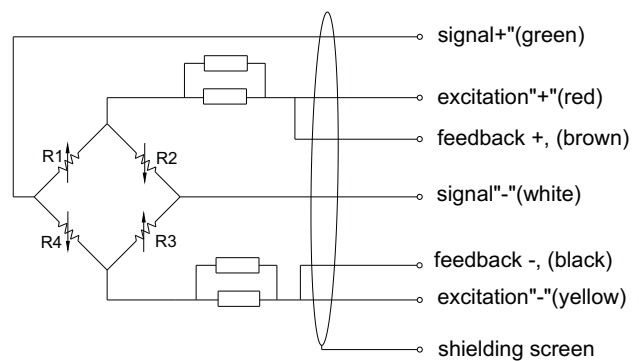 signal+"(green)
excitation"+"(red)
feedback +, (brown)
R1
R2
signal"-"(white)
R4
R3
feedback -, (black)
excitation"-"(yellow)
shielding screen